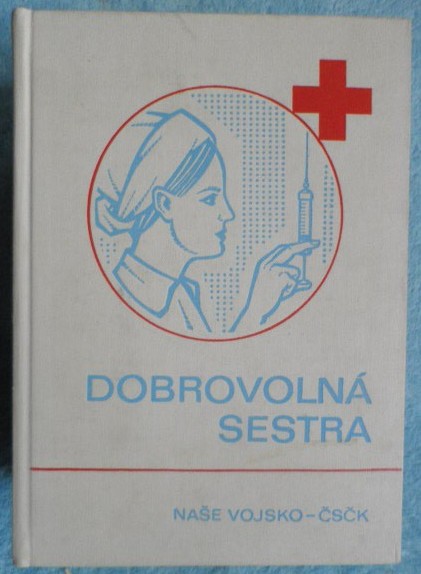 DOBROVOLNÁ
SESTRA
NAŠE VOJSKO – ČSČK